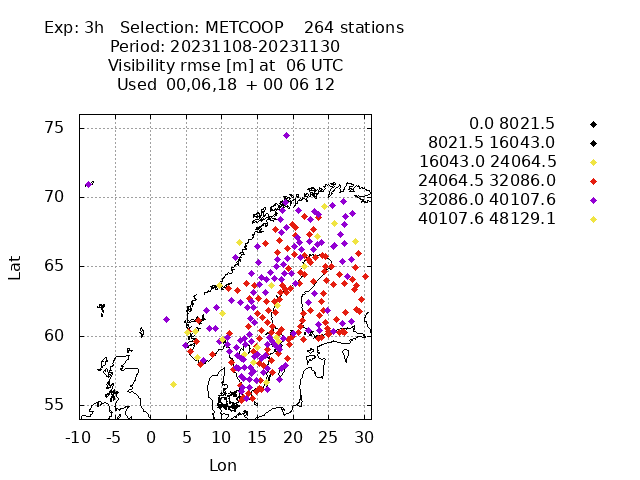 Exp: 3h Selection: METCOOP 264 stations
Period: 20231108-20231130
Visibility rmse [m] at 06 UTC
Used 00,06,18 + 00 06 12
0.0 8021.5
8021.5 16043.0
16043.0 24064.5
24064.5 32086.0
32086.0 40107.6
40107.6 48129.1
75
70
65
60
55
Lat
-10 -5 0 5 10 15 20 25 30
Lon